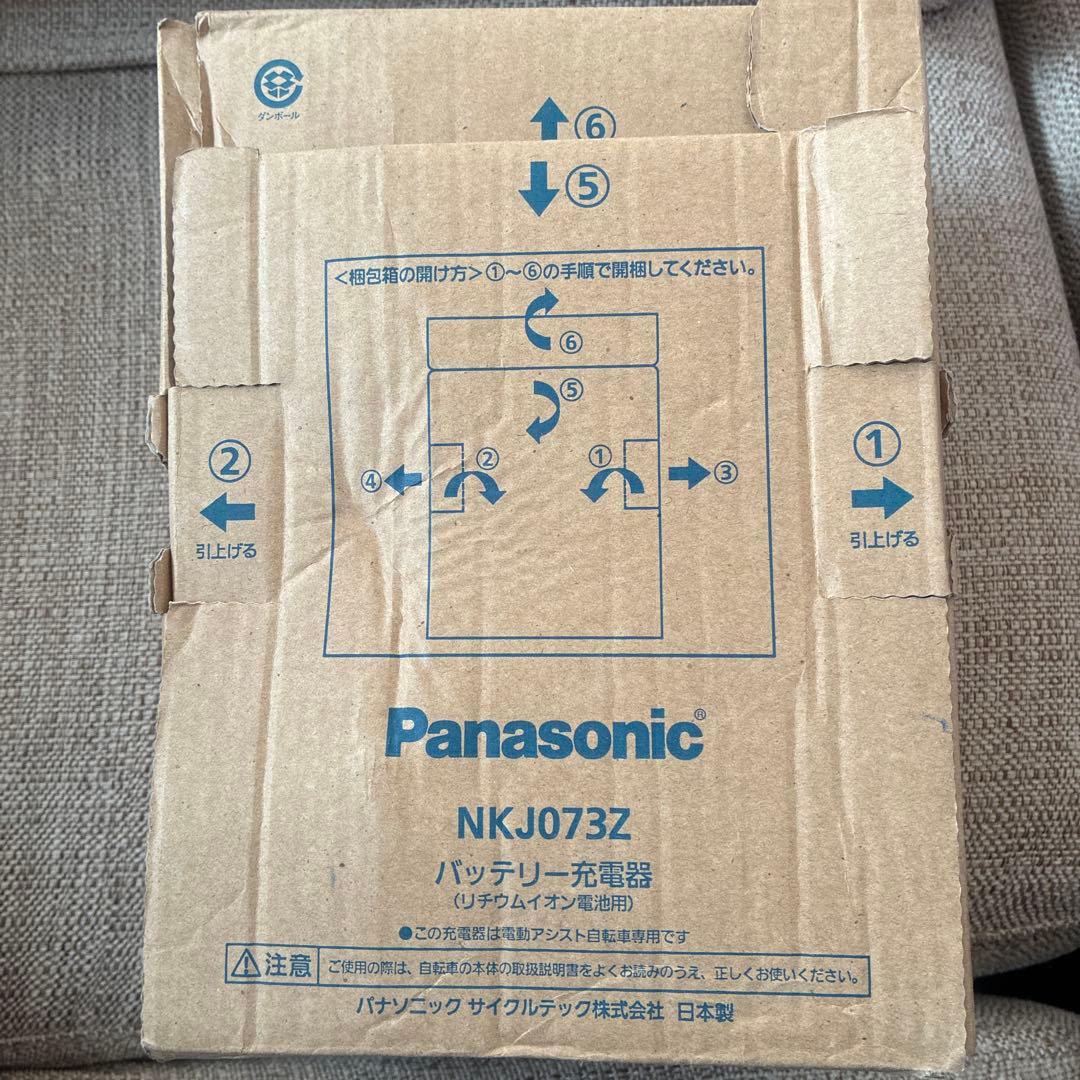 ダンボール
⑥
⑤
<梱包箱の開け方>①〜⑥の手順で開梱してください。
⑥
⑤
④
②
①
③
②
引上げる
①
引上げる
Panasonic®
NKJ073Z
バッテリー充電器
(リチウムイオン電池用)
●この充電器は電動アシスト自転車専用です
⚠注意 ご使用の際は、自転車の本体の取扱説明書をよくお読みのうえ、正しくお使いください。
パナソニック サイクルテック株式会社 日本製